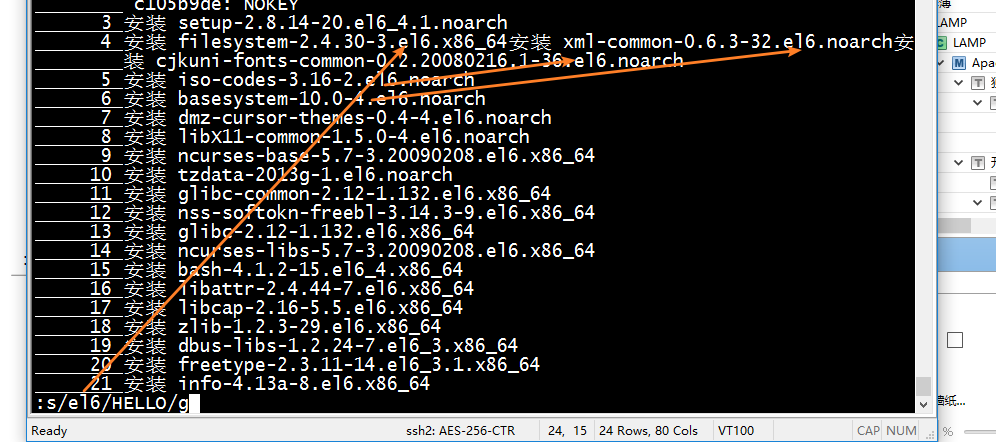 c105b9de: NOKEY
3 安装 setup-2.8.14-20.el6_4.1.noarch
4 安装 filesystem-2.4.30-3.el6.x86_64安装 xml-common-0.6.3-32.el6.noarch安
装 cjkuni-fonts-common-0.2.20080216.1-36.el6.noarch
5 安装 iso-codes-3.16-2.el6.noarch
6 安装 basesystem-10.0-4.el6.noarch
7 安装 dmz-cursor-themes-0.4-4.el6.noarch
8 安装 libX11-common-1.5.0-4.el6.noarch
9 安装 ncurses-base-5.7-3.20090208.el6.x86_64
10 安装 tzdata-2013g-1.el6.noarch
11 安装 glibc-common-2.12-1.132.el6.x86_64
12 安装 nss-softokn-freebl-3.14.3-9.el6.x86_64
13 安装 glibc-2.12-1.132.el6.x86_64
14 安装 ncurses-libs-5.7-3.20090208.el6.x86_64
15 安装 bash-4.1.2-15.el6_4.x86_64
16 安装 libattr-2.4.44-7.el6.x86_64
17 安装 libcap-2.16-5.5.el6.x86_64
18 安装 zlib-1.2.3-29.el6.x86_64
19 安装 dbus-libs-1.2.24-7.el6_3.x86_64
20 安装 freetype-2.3.11-14.el6_3.1.x86_64
21 安装 info-4.13a-8.el6.x86_64
:s/el6/HELLO/g
Ready ssh2: AES-256-CTR 24, 15 24 Rows, 80 Cols VT100 CAP NUM
LAMP
C LAMP
M Apac
T
T
T
%